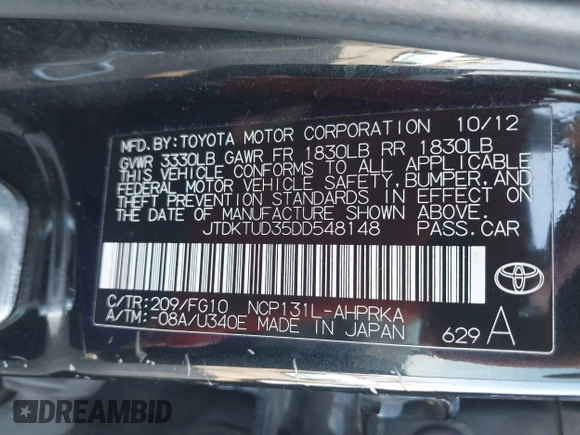 MFD. BY: TOYOTA MOTOR CORPORATION 10/12
GVWR 3330LB GAWR FR 1830LB RR 1830LB
THIS VEHICLE CONFORMS TO ALL APPLICABLE
FEDERAL MOTOR VEHICLE SAFETY, BUMPER, AND
THEFT PREVENTION STANDARDS IN EFFECT ON
THE DATE OF MANUFACTURE SHOWN ABOVE.
JTDKTUD35DD548148 PASS. CAR
C/TR: 209/FG10 NCP131L-AHPRKA
A/TM: -08A/U340E MADE IN JAPAN
629 A
DREAMBID